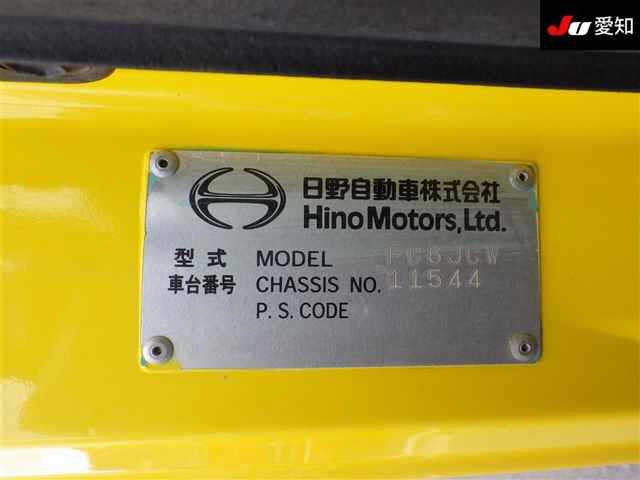 JU 愛知
日野自動車株式会社
Hino Motors, Ltd.
型式 MODEL FC6JCW
車台番号 CHASSIS NO. 11544
P.S. CODE